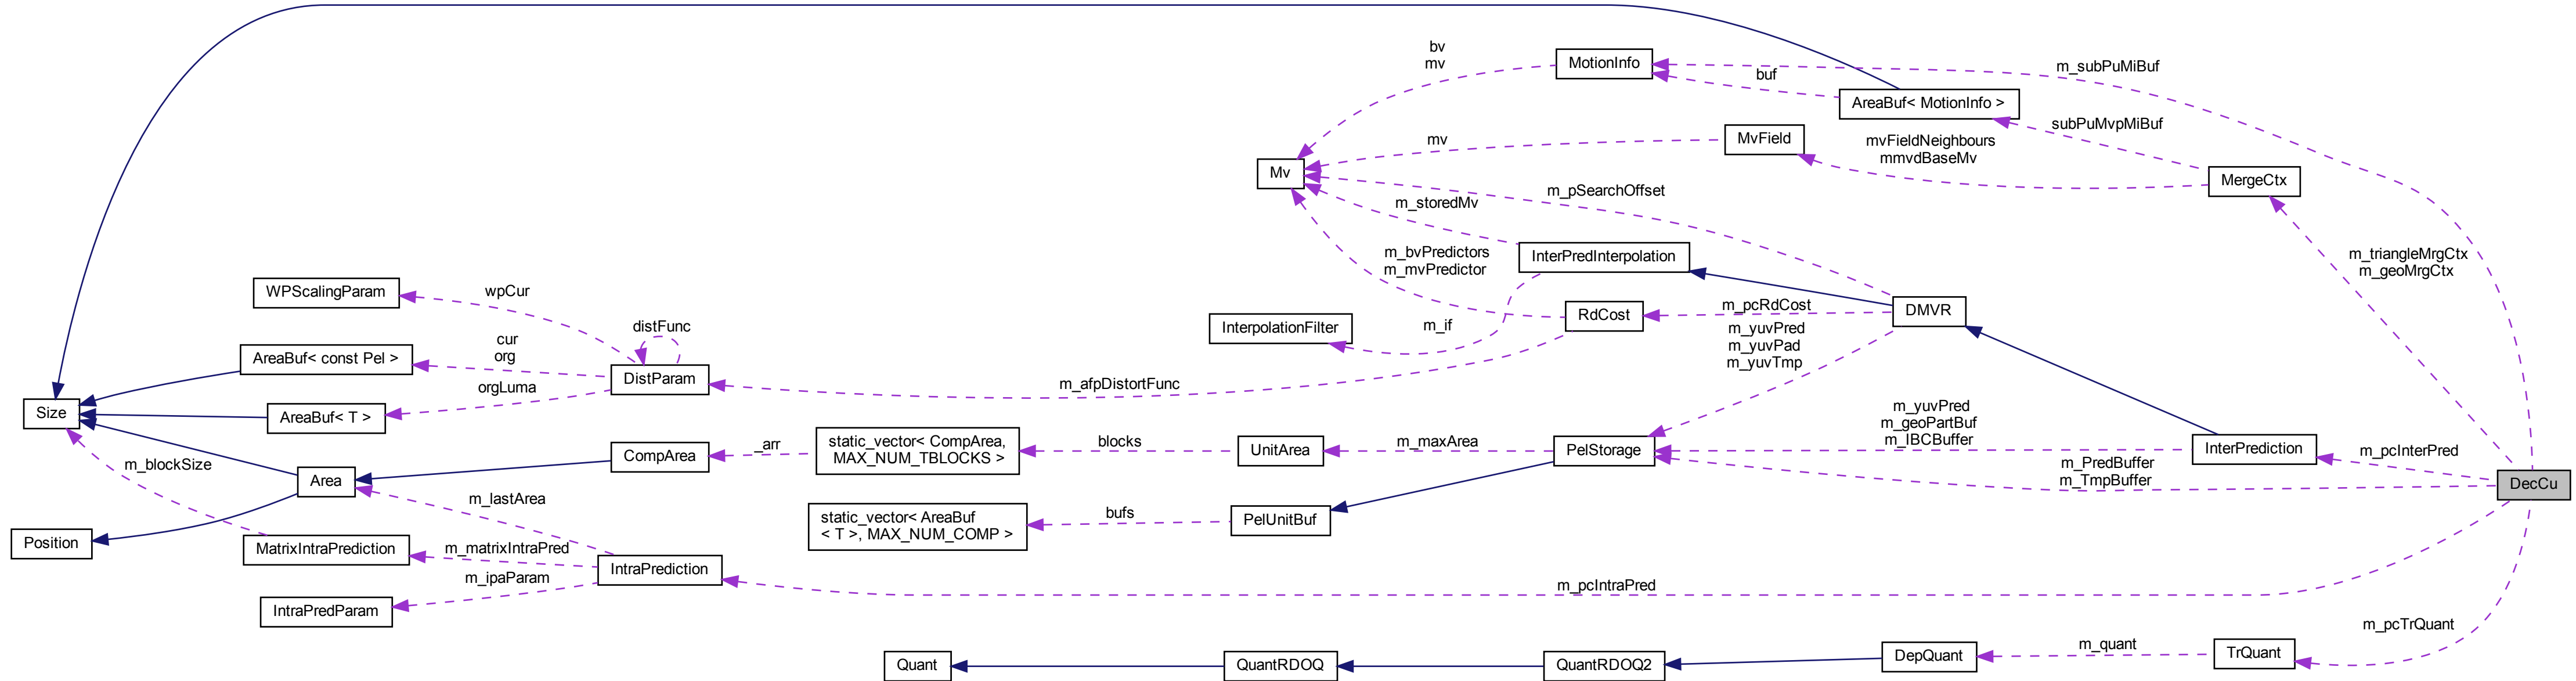 bv
mv
MotionInfo
m_subPuMiBuf
buf
AreaBuf< MotionInfo >
subPuMvpMiBuf
mv
MvField
mvFieldNeighbours
mmvdBaseMv
Mv
MergeCtx
m_pSearchOffset
m_storedMv
m_bvPredictors
m_mvPredictor
InterPredInterpolation
m_triangleMrgCtx
m_geoMrgCtx
WPScalingParam
wpCur
distFunc
InterpolationFilter
m_if
RdCost
m_pcRdCost
DMVR
m_yuvPred
m_yuvPad
m_yuvTmp
AreaBuf< const Pel >
cur
org
DistParam
m_afpDistortFunc
orgLuma
Size
AreaBuf< T >
m_blockSize
CompArea
_arr
static_vector< CompArea,
MAX_NUM_TBLOCKS >
blocks
UnitArea
m_maxArea
PelStorage
m_yuvPred
m_geoPartBuf
m_IBCBuffer
InterPrediction
m_pcInterPred
m_PredBuffer
m_TmpBuffer
DecCu
Area
m_lastArea
static_vector< AreaBuf
< T >, MAX_NUM_COMP >
bufs
PelUnitBuf
Position
MatrixIntraPrediction
m_matrixIntraPred
m_ipaParam
IntraPrediction
m_pcIntraPred
IntraPredParam
m_pcTrQuant
Quant
QuantRDOQ
QuantRDOQ2
DepQuant
m_quant
TrQuant